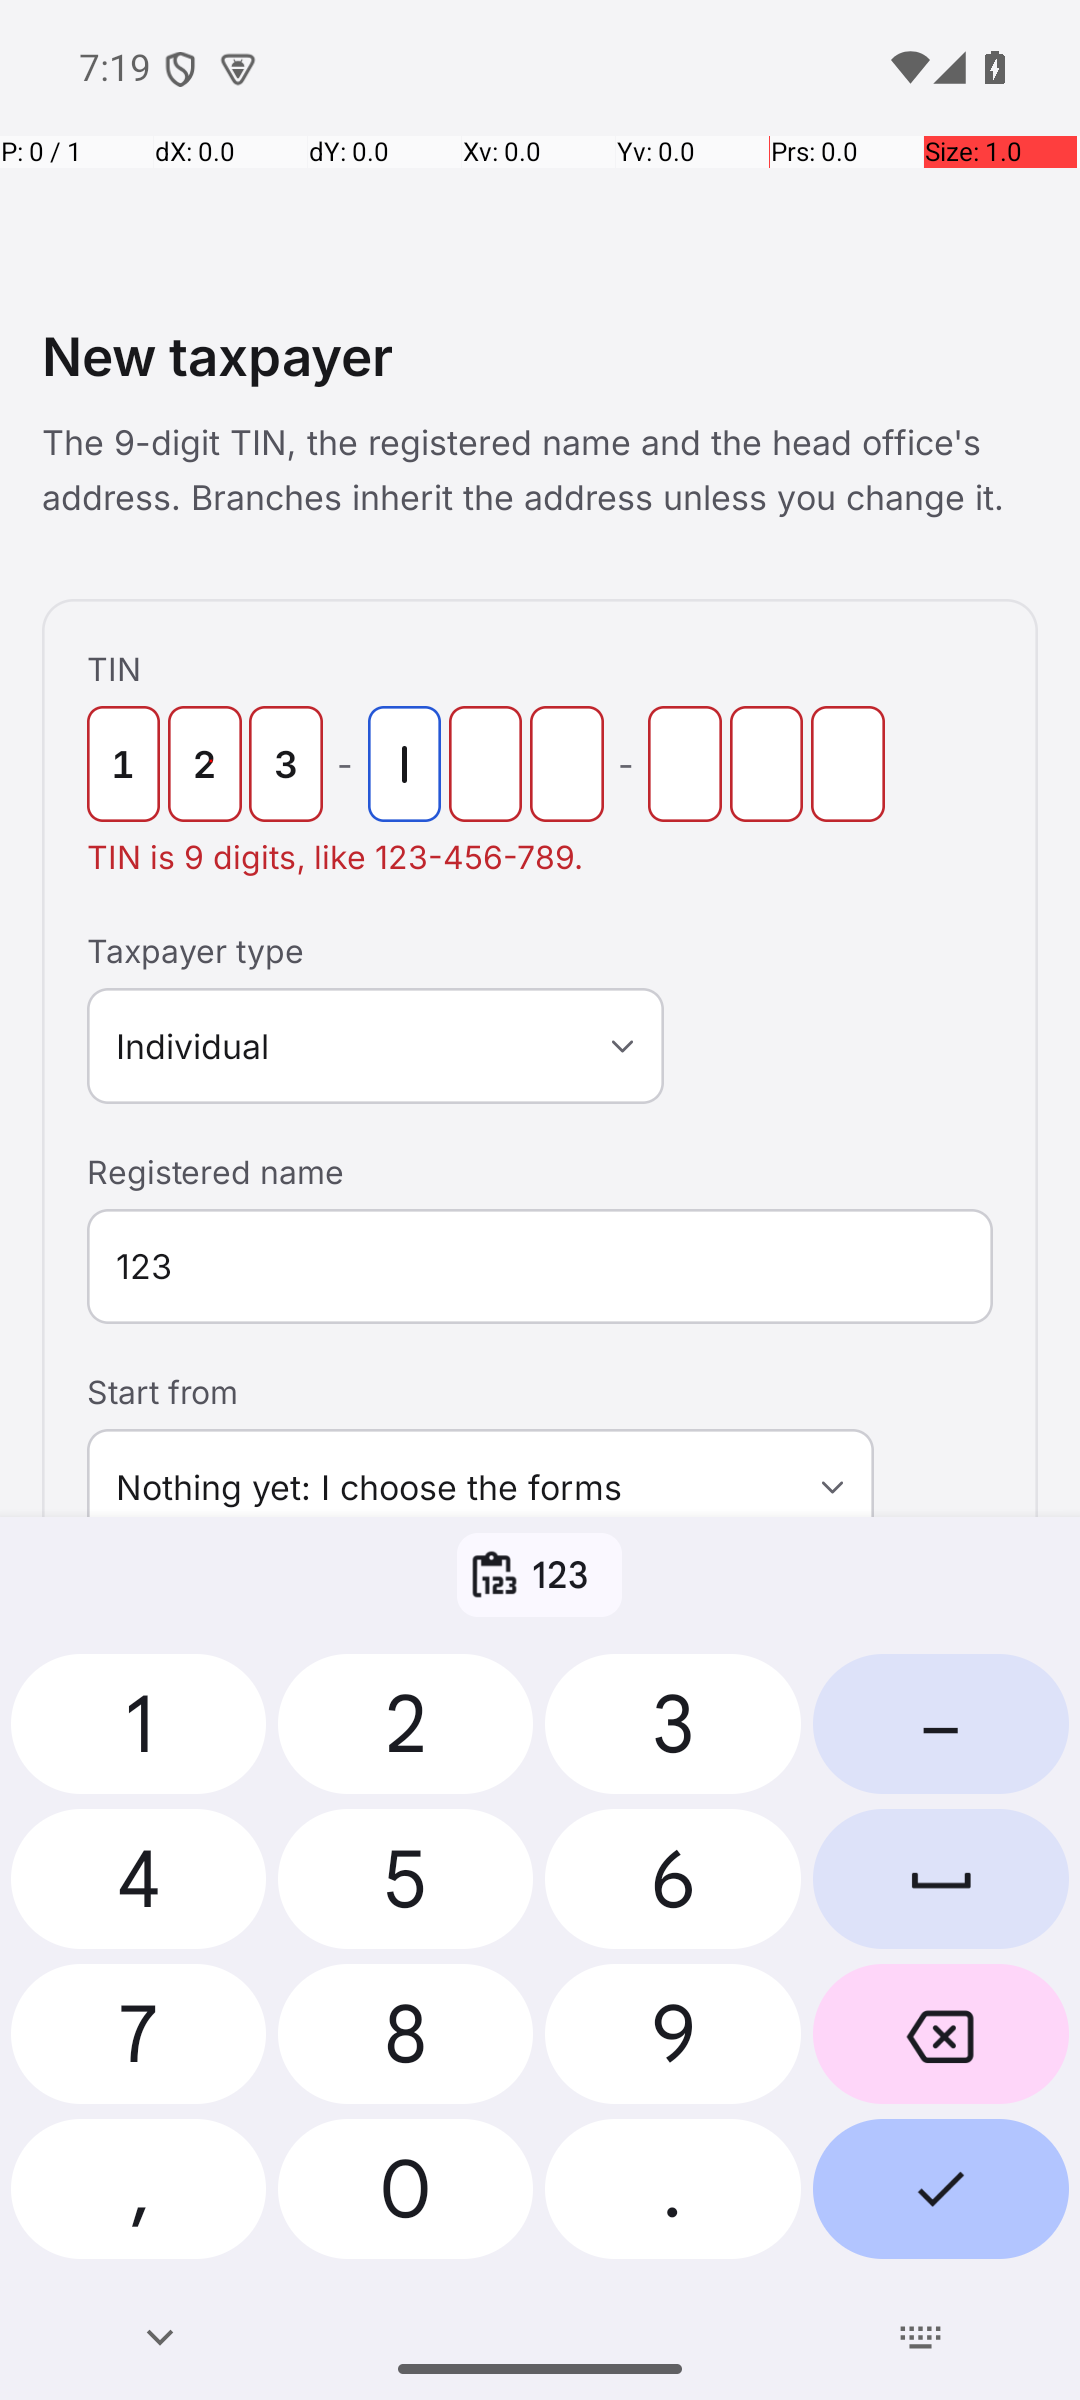 7:19
P: 0 / 1 dX: 0.0 dY: 0.0 Xv: 0.0 Yv: 0.0 Prs: 0.0 Size: 1.0
New taxpayer
The 9-digit TIN, the registered name and the head office's
address. Branches inherit the address unless you change it.
TIN
1 2 3 - -
TIN is 9 digits, like 123-456-789.
Taxpayer type
Individual
Registered name
123
Start from
Nothing yet: I choose the forms
123 123
1 2 3 –
4 5 6
7 8 9
, 0 .